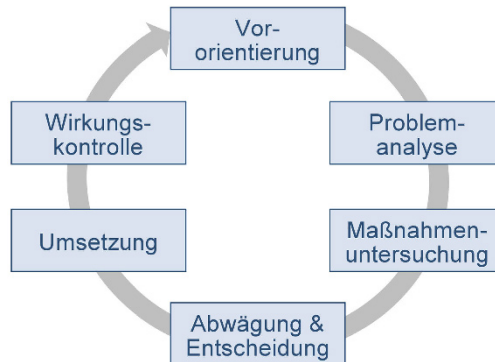 Vor-
orientierung
Problem-
analyse
Maßnahmen-
untersuchung
Abwägung &
Entscheidung
Umsetzung
Wirkungs-
kontrolle